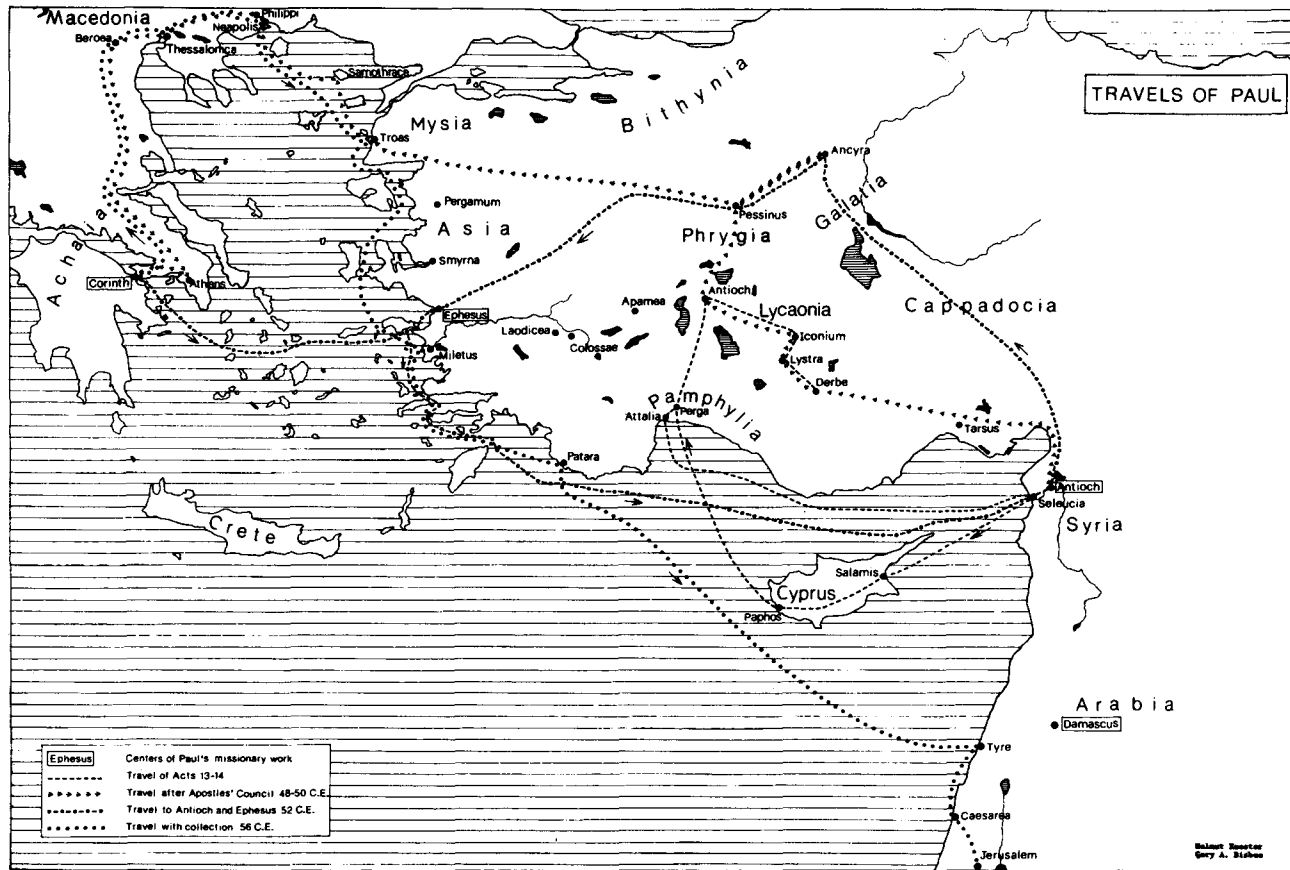 Macedonia
Philippi
Neapolis
Beroea
Thessalonica
Samothrace
TRAVELS OF PAUL
Bithynia
Mysia
Troas
Ancyra
Galatia
Pergamum
Pessinus
Asia
Phrygia
Achaia
Smyrna
Corinth
Athens
Antioch
Cappadocia
Ephesus
Apamea
Lycaonia
Laodicea
Colossae
Iconium
Miletus
Lystra
Derbe
Pamphylia
Attalia
Perga
Tarsus
Patara
Antioch
Seleucia
Crete
Syria
Salamis
Cyprus
Paphos
Arabia
Damascus
Tyre
Ephesus Centers of Paul's missionary work
Travel of Acts 13-14
Travel after Apostles' Council 48-50 C.E.
Travel to Antioch and Ephesus 52 C.E.
Travel with collection 56 C.E.
Caesarea
Jerusalem
Helmut Koester
Gary A. Bisbee